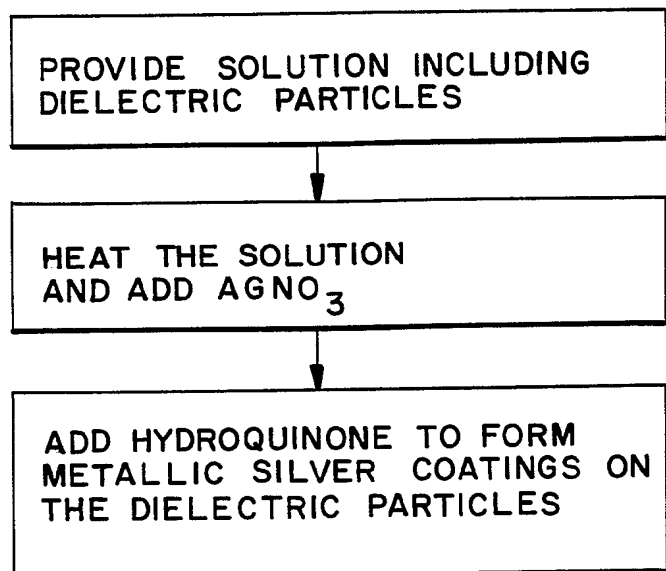 PROVIDE SOLUTION INCLUDING
DIELECTRIC PARTICLES
HEAT THE SOLUTION
AND ADD AGNO3
ADD HYDROQUINONE TO FORM
METALLIC SILVER COATINGS ON
THE DIELECTRIC PARTICLES